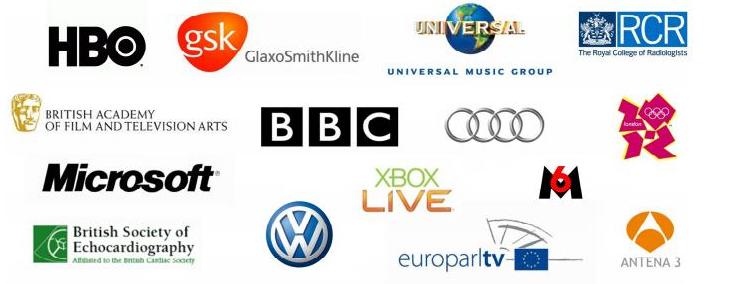 HBO
gsk
GlaxoSmithKline
UNIVERSAL
UNIVERSAL MUSIC GROUP
RCR
The Royal College of Radiologists
BRITISH ACADEMY
OF FILM AND TELEVISION ARTS
BBC
london
Microsoft®
XBOX
LIVE
M6
British Society of
Echocardiography
Affiliated to the British Cardiac Society
VW
europarltv
ANTENA 3